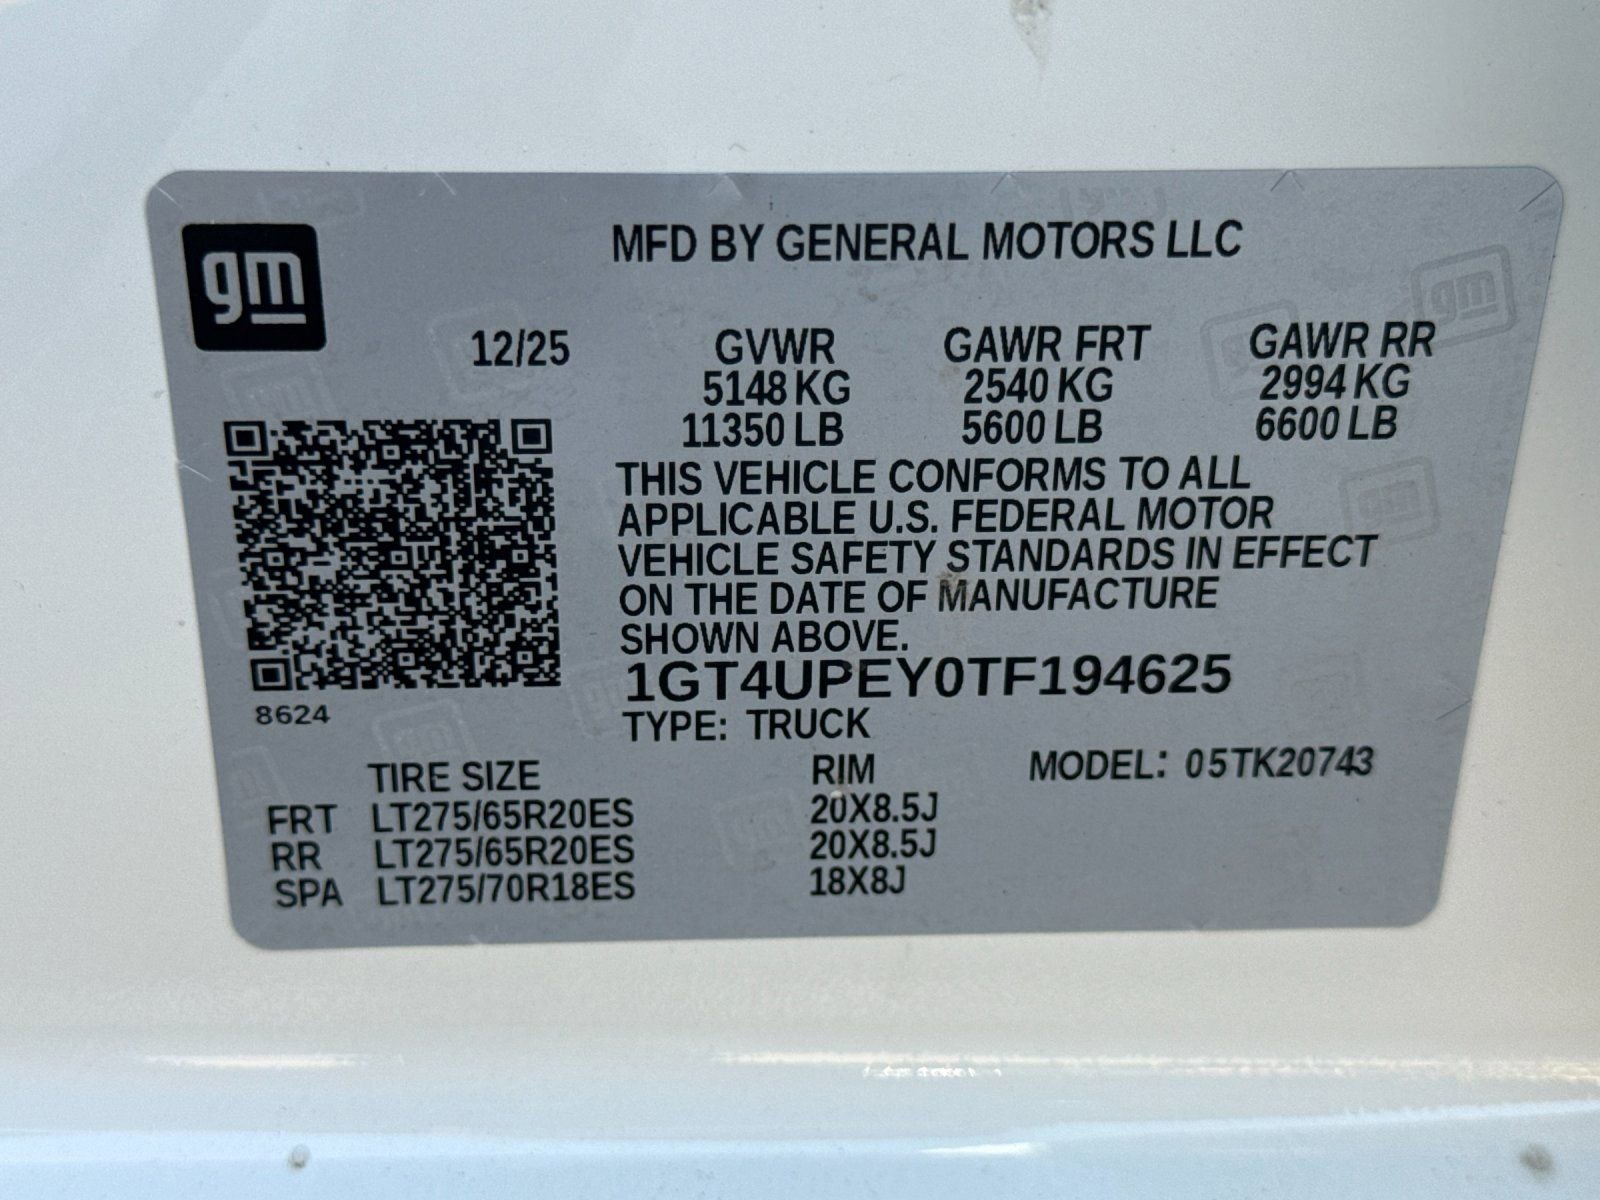 gm
MFD BY GENERAL MOTORS LLC
12/25 GVWR GAWR FRT GAWR RR
5148 KG 2540 KG 2994 KG
11350 LB 5600 LB 6600 LB
THIS VEHICLE CONFORMS TO ALL
APPLICABLE U.S. FEDERAL MOTOR
VEHICLE SAFETY STANDARDS IN EFFECT
ON THE DATE OF MANUFACTURE
SHOWN ABOVE.
1GT4UPEY0TF194625
8624
TYPE: TRUCK
TIRE SIZE RIM MODEL: 05TK20743
FRT LT275/65R20ES 20X8.5J
RR LT275/65R20ES 20X8.5J
SPA LT275/70R18ES 18X8J